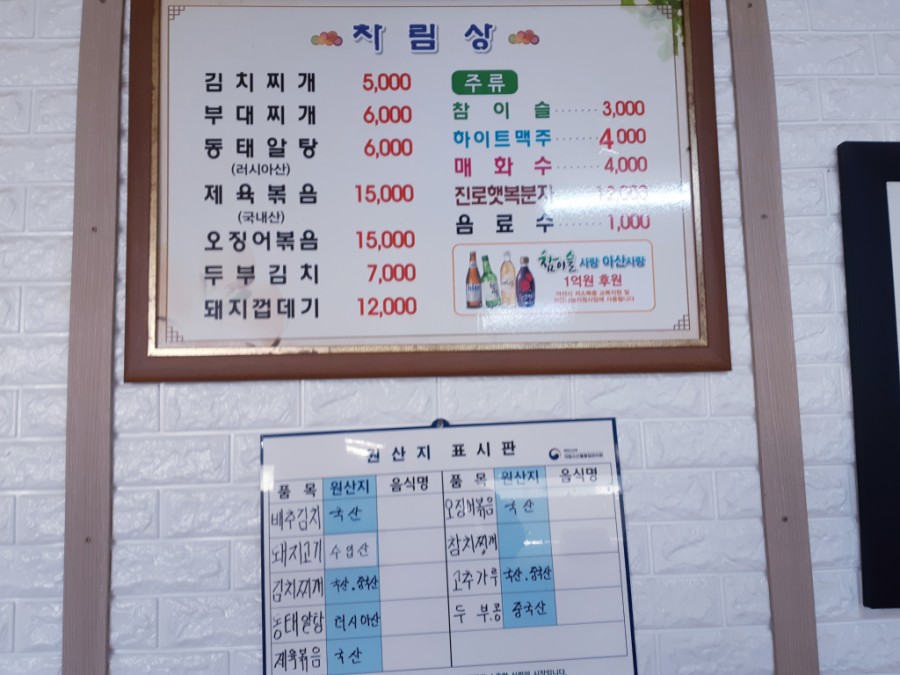 차림상
김치찌개 5,000
부대찌개 6,000
동태알탕 6,000
(러시아산)
제육볶음 15,000
(국내산)
오징어볶음 15,000
두부김치 7,000
돼지껍데기 12,000
주류
참이슬 3,000
하이트맥주 4,000
매화수 4,000
진로햇복분자
음료수 1,000
참이슬 사랑 아산사랑
1억원 후원
원산지 표시판
품목 원산지 음식명 품목 원산지 음식명
배추김치 국산 오징어볶음 국산
돼지고기 수입산 참치찌개
김치찌개 국산.중국산 고추가루 국산.중국산
동태알탕 러시아산 두부콩 중국산
제육볶음 국산